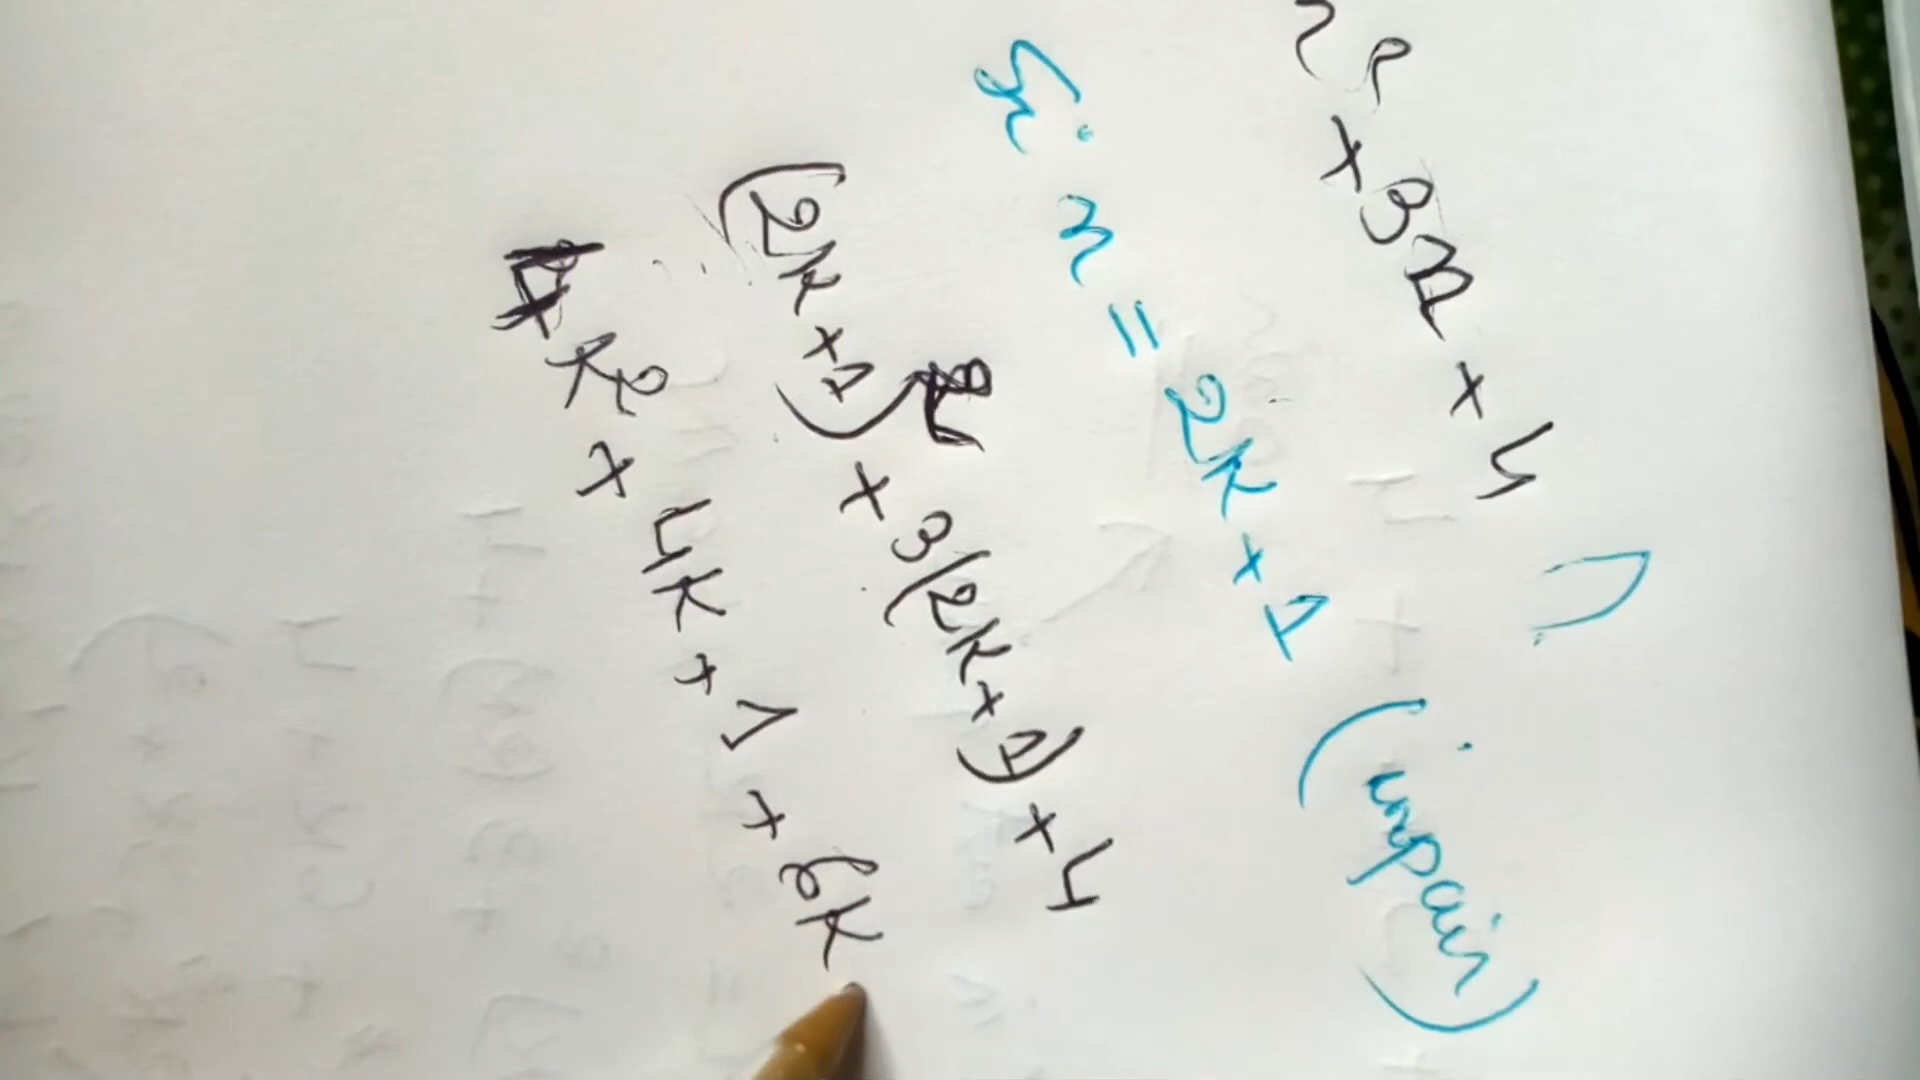 n² + 3n + 4
Si n = 2k + 1 (impair)
(2k + 1)² + 3(2k + 1) + 4
4k² + 4k + 1 + 6k